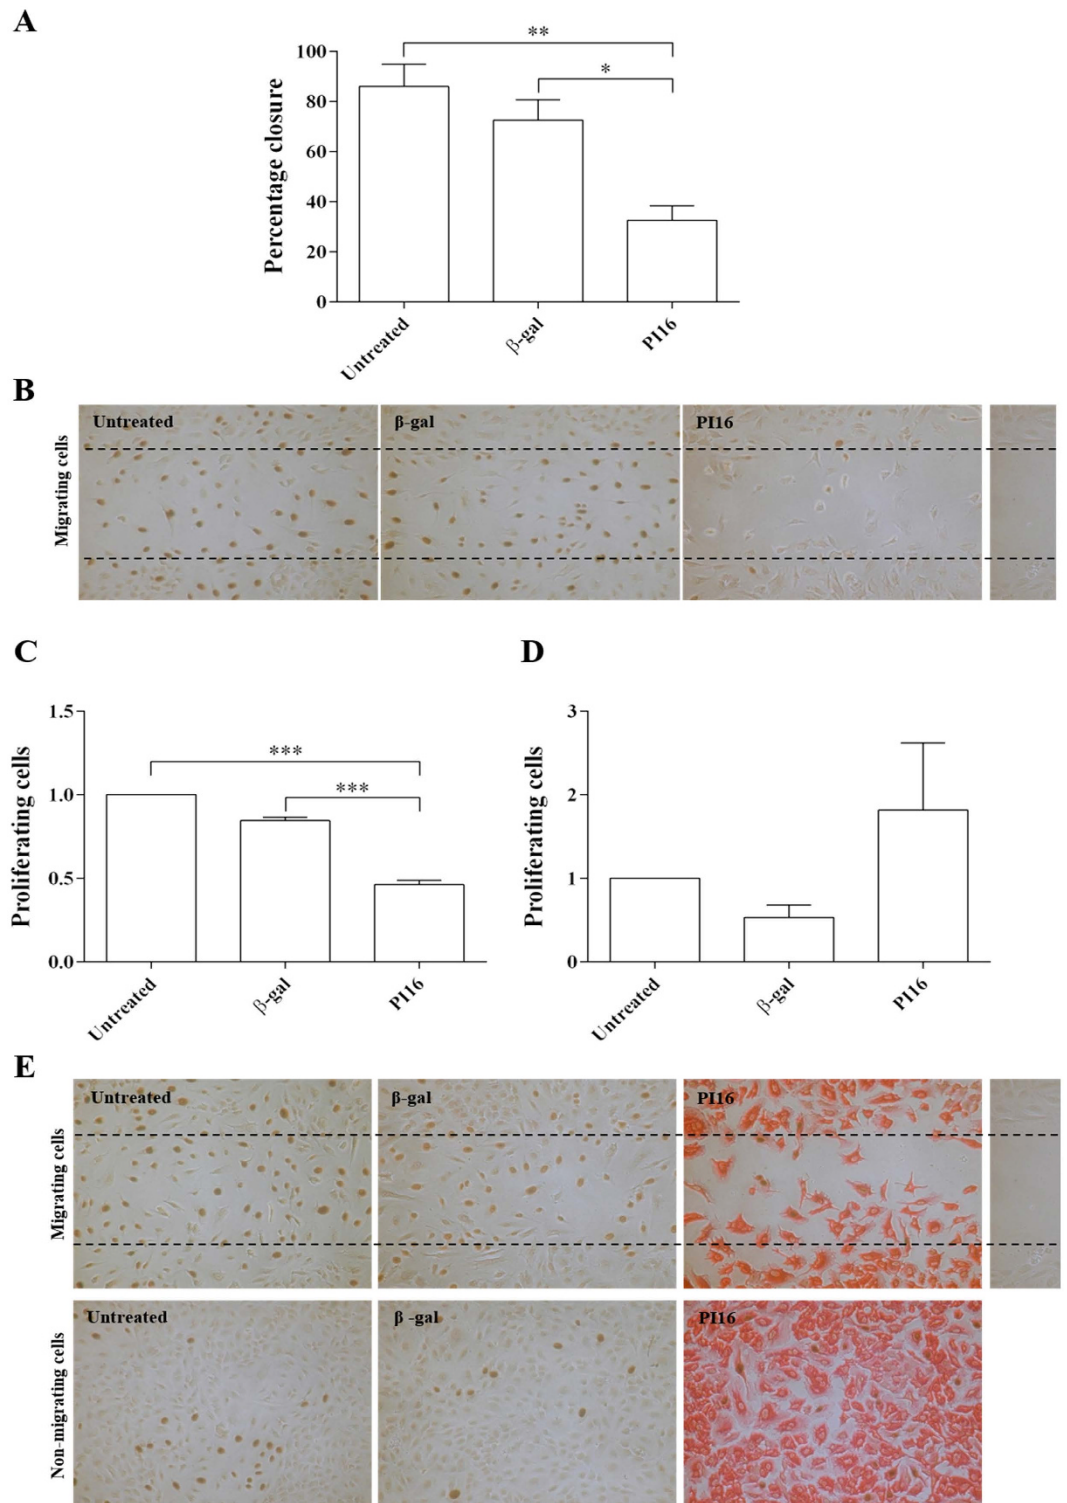 A
**
*
Percentage closure
100
80
60
40
20
0
Untreated
β-gal
PI16
B
Migrating cells
Untreated
β-gal
PI16
C
Proliferating cells
1.5
1.0
0.5
0.0
***
***
Untreated
β-gal
PI16
D
Proliferating cells
3
2
1
0
Untreated
β-gal
PI16
E
Migrating cells
Untreated
β-gal
PI16
Non-migrating cells
Untreated
β -gal
PI16